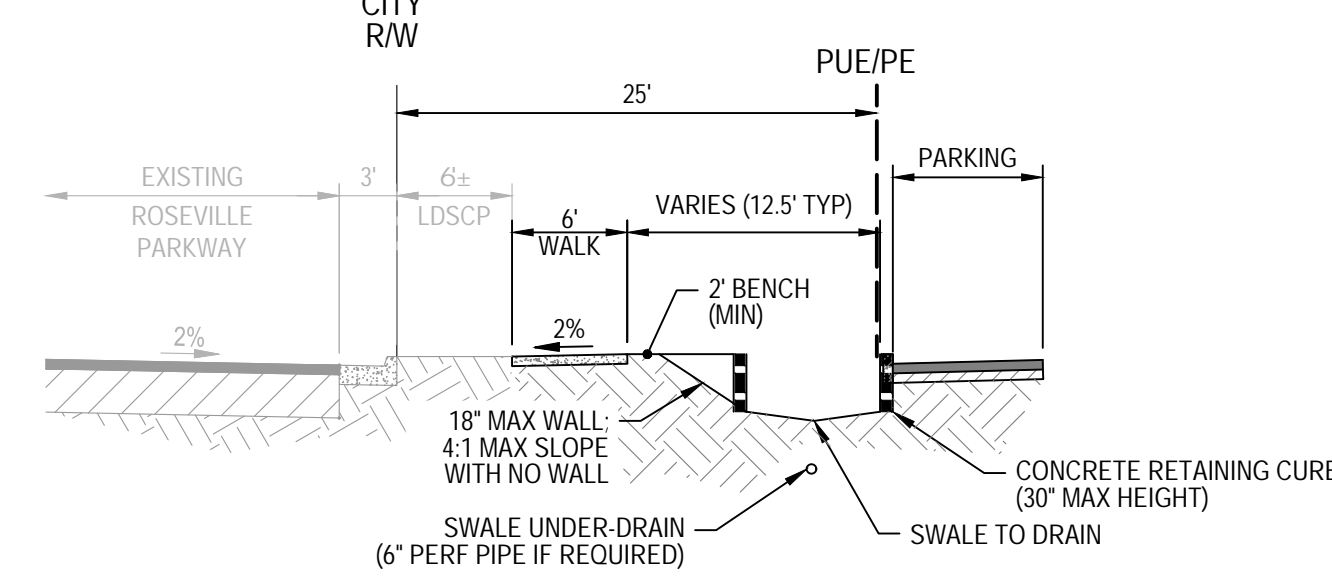 CITY
R/W
PUE/PE
25'
PARKING
EXISTING
3'
6'±
ROSEVILLE
PARKWAY
LDSCP
VARIES (12.5' TYP)
6'
WALK
2' BENCH
(MIN)
2%
2%
18" MAX WALL;
4:1 MAX SLOPE
WITH NO WALL
CONCRETE RETAINING CURB
(30" MAX HEIGHT)
SWALE UNDER-DRAIN
(6" PERF PIPE IF REQUIRED)
SWALE TO DRAIN